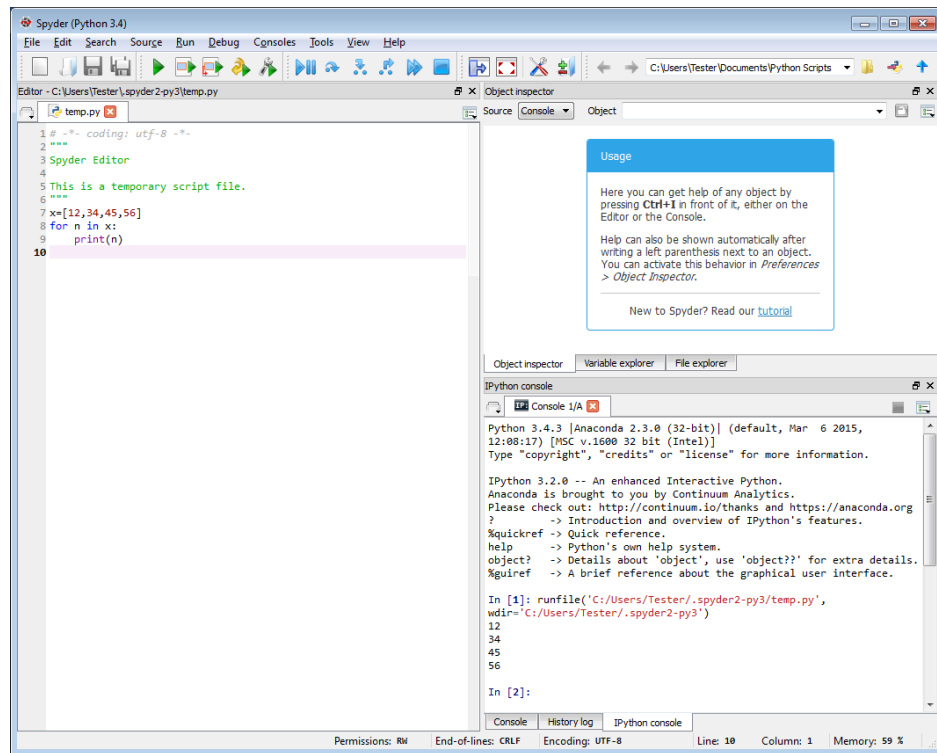 Spyder (Python 3.4)
File Edit Search Source Run Debug Consoles Tools View Help
C:\Users\Tester\Documents\Python Scripts
Editor - C:\Users\Tester\.spyder2-py3\temp.py
temp.py
1 # -*- coding: utf-8 -*-
2 """
3 Spyder Editor
4
5 This is a temporary script file.
6 """
7 x=[12,34,45,56]
8 for n in x:
9     print(n)
10
Object inspector
Source Console Object
Usage
Here you can get help of any object by
pressing Ctrl+I in front of it, either on the
Editor or the Console.
Help can also be shown automatically after
writing a left parenthesis next to an object.
You can activate this behavior in Preferences
> Object Inspector.
New to Spyder? Read our tutorial
Object inspector Variable explorer File explorer
IPython console
IP: Console 1/A
Python 3.4.3 |Anaconda 2.3.0 (32-bit)| (default, Mar  6 2015,
12:08:17) [MSC v.1600 32 bit (Intel)]
Type "copyright", "credits" or "license" for more information.
IPython 3.2.0 -- An enhanced Interactive Python.
Anaconda is brought to you by Continuum Analytics.
Please check out: http://continuum.io/thanks and https://anaconda.org
?         -> Introduction and overview of IPython's features.
%quickref -> Quick reference.
help      -> Python's own help system.
object?   -> Details about 'object', use 'object??' for extra details.
%guiref   -> A brief reference about the graphical user interface.
In [1]: runfile('C:/Users/Tester/.spyder2-py3/temp.py',
wdir='C:/Users/Tester/.spyder2-py3')
12
34
45
56
In [2]:
Console History log IPython console
Permissions: RW End-of-lines: CRLF Encoding: UTF-8 Line: 10 Column: 1 Memory: 59 %